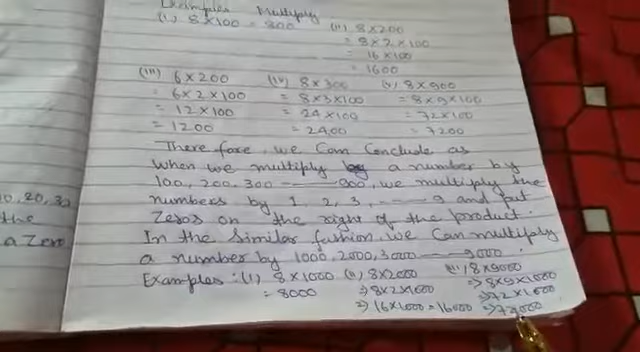 Examples Multiply
(i) 8×100 = 800 (ii) 8×200
= 8×2×100
= 16×100
= 1600
(iii) 6×200 (iv) 8×300 (v) 8×900
= 6×2×100 = 8×3×100 = 8×9×100
= 12×100 = 24×100 = 72×100
= 1200 = 2400 = 7200
There fore, we Can Conclude as
When we multiply a number by
100, 200, 300 ------- 900, we multiply the
numbers by 1, 2, 3, ------ 9 and put
Zeros on the right of the product.
In the Similar fashion, we Can multiply
a number by 1000, 2000, 3000 ------ 9000.
Examples: (i) 8×1000 (ii) 8×2000 (iii) 8×9000
= 8000 ⇒ 8×2×1000 ⇒ 8×9×1000
⇒ 16×1000 = 16000 ⇒ 72×1000
⇒ 72000
10, 20, 30
the
a Zero